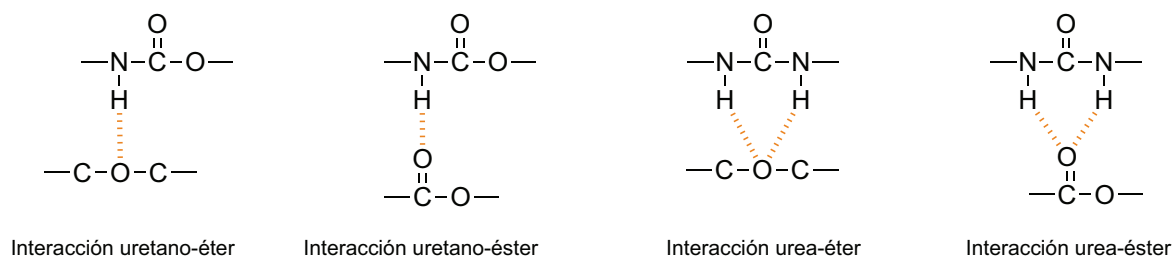 O O O O
—N–C–O— —N–C–O— —N–C–N— —N–C–N—
H H H H H H
O O
—C–O–C— —C–O–C—
—C–O— —C–O—
Interacción uretano-éter Interacción uretano-éster Interacción urea-éter Interacción urea-éster